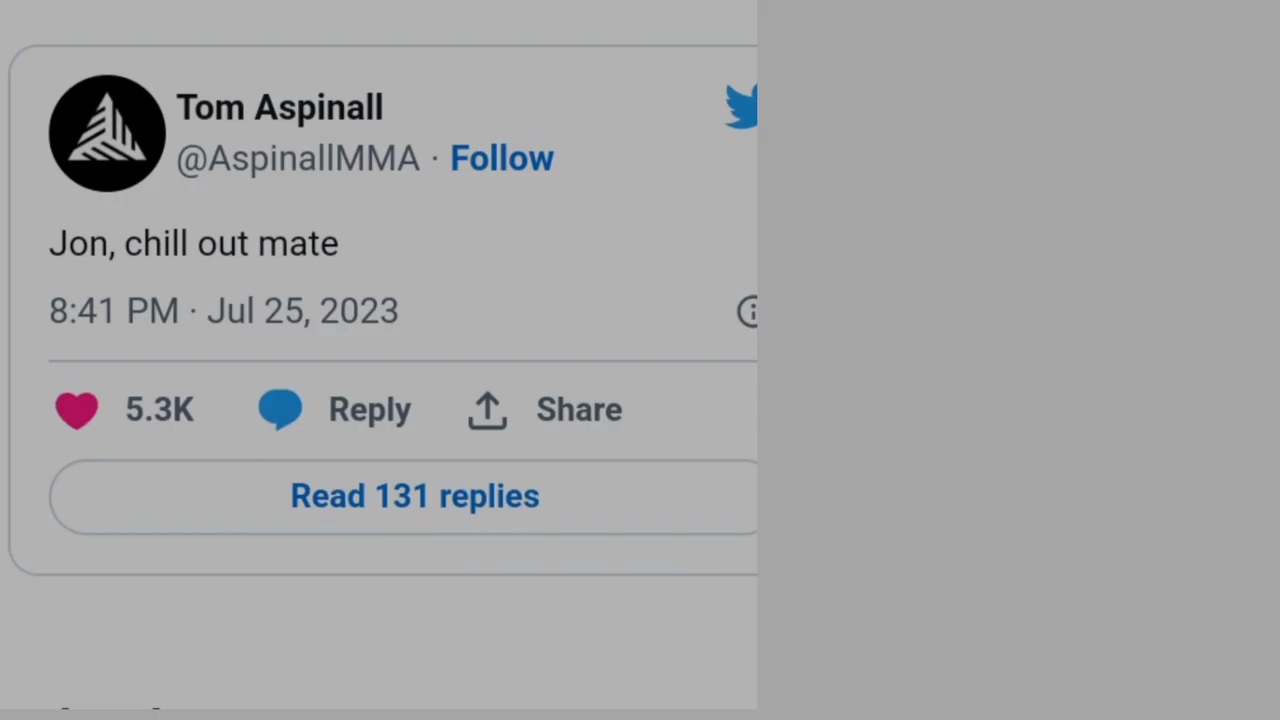 Tom Aspinall
@AspinallMMA · Follow
Jon, chill out mate
8:41 PM · Jul 25, 2023
5.3K Reply Share
Read 131 replies